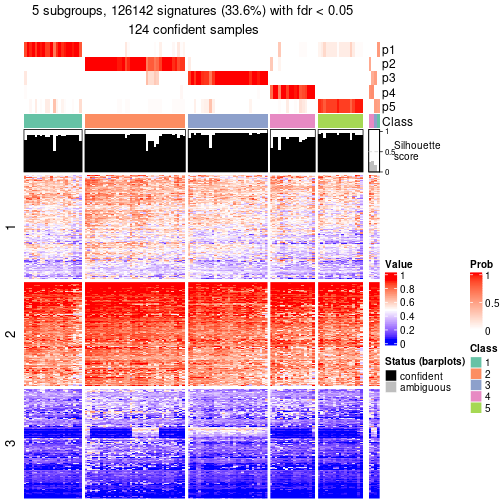 5 subgroups, 126142 signatures (33.6%) with fdr < 0.05
124 confident samples
p1
p2
p3
p4
p5
Class
1
0.5
0
Silhouette
score
1
2
3
Value
1
0.8
0.6
0.4
0.2
0
Status (barplots)
confident
ambiguous
Prob
1
0.5
0
Class
1
2
3
4
5